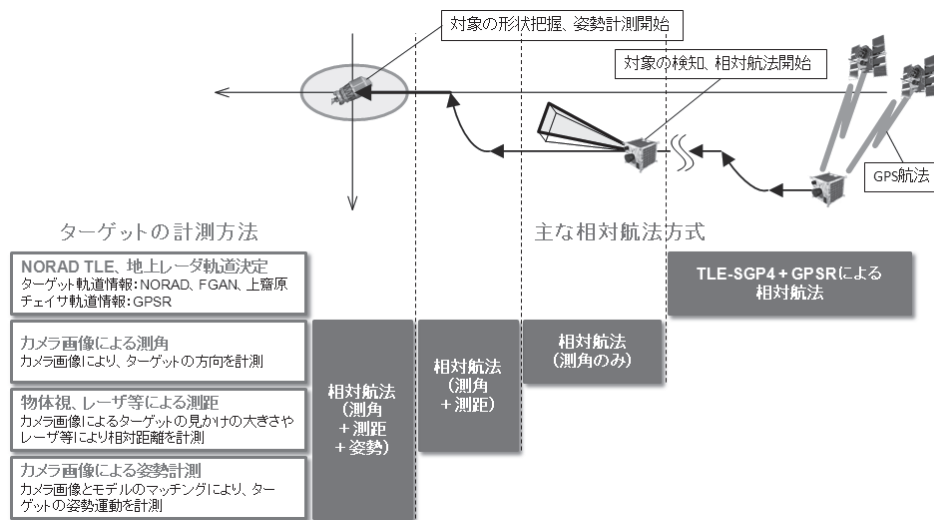 対象の形状把握、姿勢計測開始
対象の検知、相対航法開始
GPS航法
ターゲットの計測方法
主な相対航法方式
NORAD TLE、地上レーダ軌道決定
ターゲット軌道情報：NORAD、FGAN、上齋原
チェイサ軌道情報：GPSR
TLE-SGP4＋GPSRによる
相対航法
カメラ画像による測角
カメラ画像により、ターゲットの方向を計測
相対航法
（測角のみ）
相対航法
（測角
＋測距）
相対航法
（測角
＋測距
＋姿勢）
物体視、レーザ等による測距
カメラ画像によるターゲットの見かけの大きさや
レーザ等により相対距離を計測
カメラ画像による姿勢計測
カメラ画像とモデルのマッチングにより、ター
ゲットの姿勢運動を計測